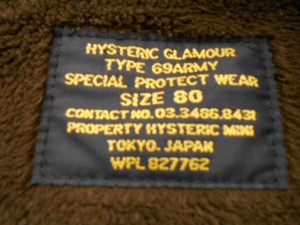 HYSTERIC GLAMOUR
TYPE 69ARMY
SPECIAL PROTECT WEAR
SIZE 80
CONTACT NO. 03.3486.8431
PROPERTY HYSTERIC MINI
TOKYO. JAPAN
WPL 827762